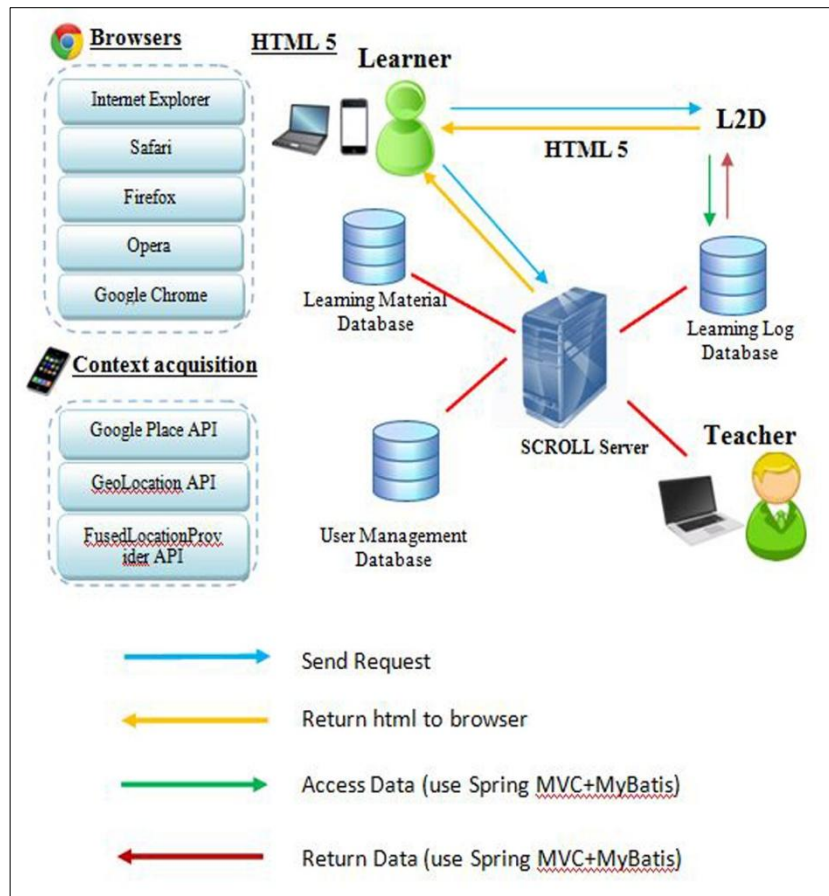 Browsers
Internet Explorer
Safari
Firefox
Opera
Google Chrome
Context acquisition
Google Place API
GeoLocation API
FusedLocationProv
ider API
HTML 5
Learner
L2D
HTML 5
Learning Material
Database
Learning Log
Database
SCROLL Server
Teacher
User Management
Database
Send Request
Return html to browser
Access Data (use Spring MVC+MyBatis)
Return Data (use Spring MVC+MyBatis)